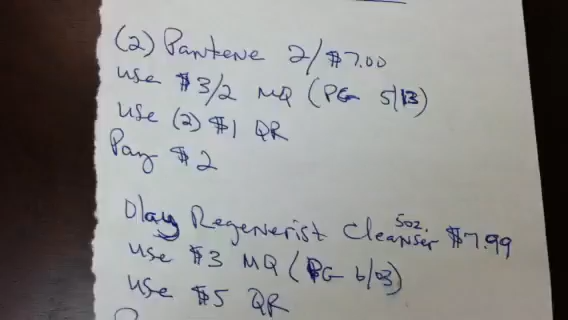 (2) Pantene 2/$7.00
use $3/2 MQ (PG 5/13)
use (2) $1 QR
Pay $2
Olay Regenerist Cleanser 5oz. $7.99
use $3 MQ (PG 6/03)
use $5 QR